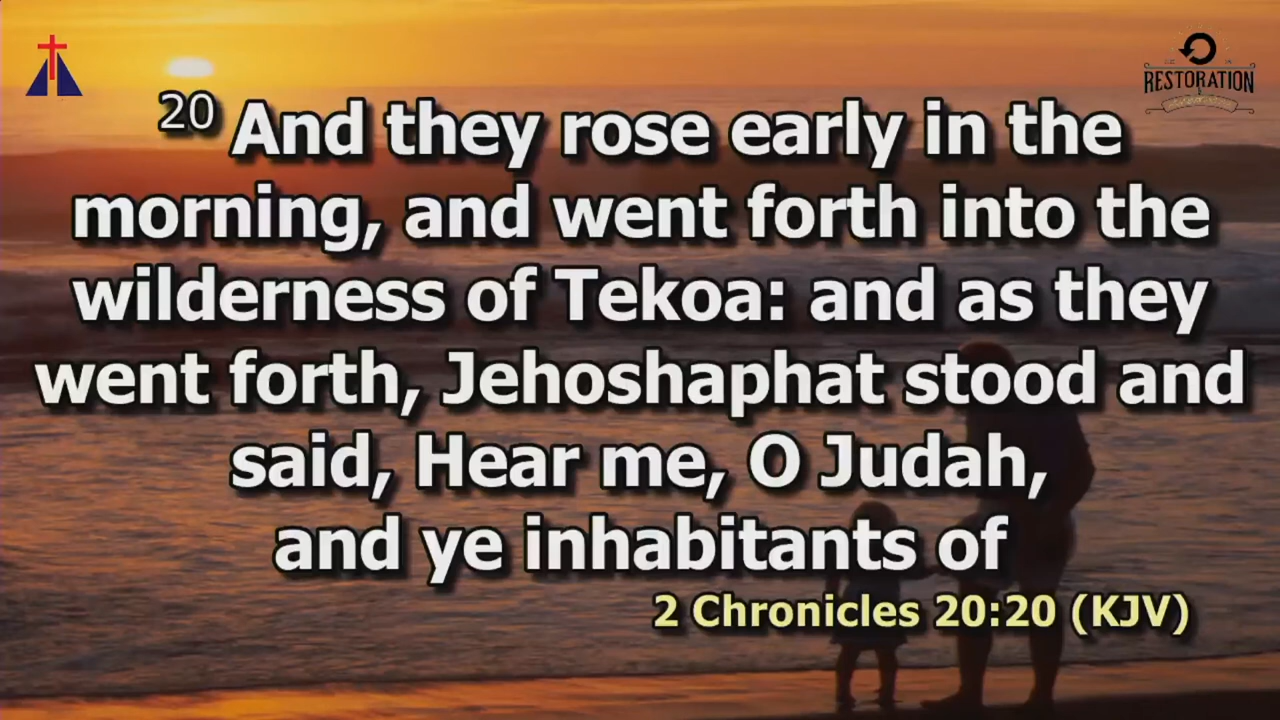 RESTORATION
20 And they rose early in the
morning, and went forth into the
wilderness of Tekoa: and as they
went forth, Jehoshaphat stood and
said, Hear me, O Judah,
and ye inhabitants of
2 Chronicles 20:20 (KJV)